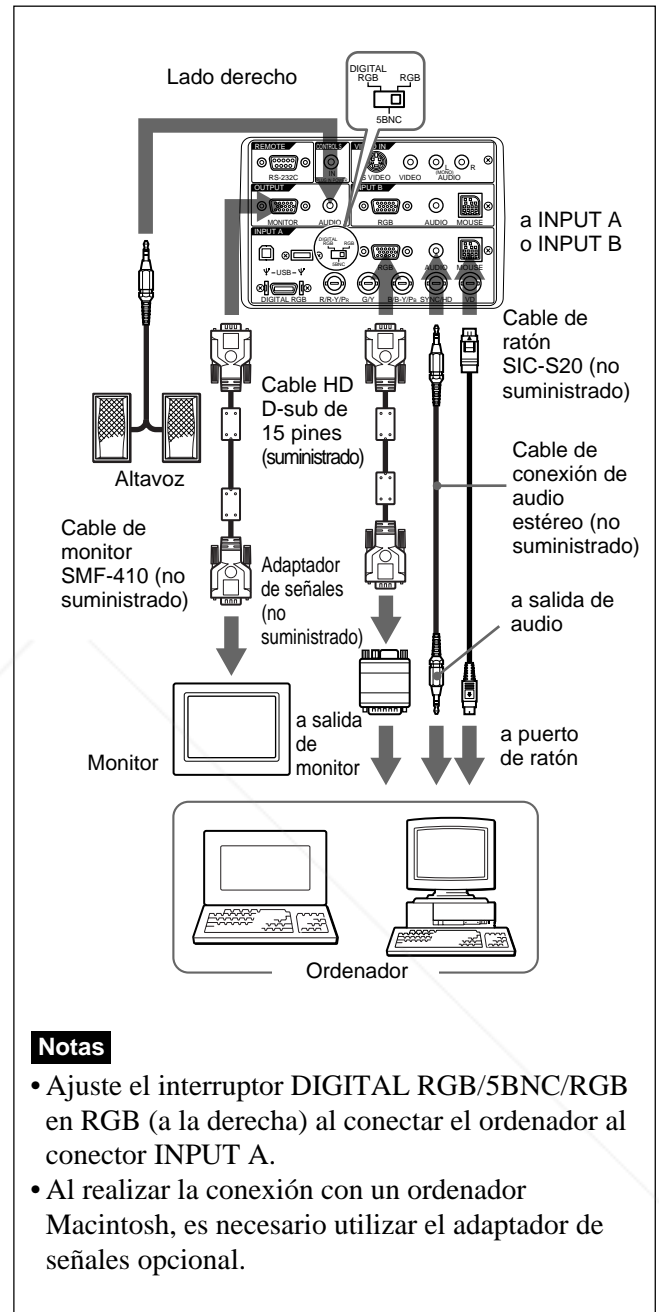 Lado derecho
DIGITAL
RGB
RGB
5BNC
REMOTE
RS-232C
CONTROL S
IN
VIDEO IN
S VIDEO
VIDEO
L
(MONO)
R
AUDIO
OUTPUT
MONITOR
AUDIO
INPUT B
RGB
AUDIO
MOUSE
INPUT A
DIGITAL
RGB
RGB
5BNC
USB
DIGITAL RGB
R/R-Y/PR
G/Y
B/B-Y/PB
SYNC/HD
VD
RGB
AUDIO
MOUSE
a INPUT A
o INPUT B
Cable de
ratón
SIC-S20 (no
suministrado)
Cable HD
D-sub de
15 pines
(suministrado)
Altavoz
Cable de
conexión de
audio
estéreo (no
suministrado)
Cable de
monitor
SMF-410 (no
suministrado)
Adaptador
de señales
(no
suministrado)
a salida de
audio
Monitor
a salida
de
monitor
a puerto
de ratón
Ordenador
Notas
• Ajuste el interruptor DIGITAL RGB/5BNC/RGB
en RGB (a la derecha) al conectar el ordenador al
conector INPUT A.
• Al realizar la conexión con un ordenador
Macintosh, es necesario utilizar el adaptador de
señales opcional.